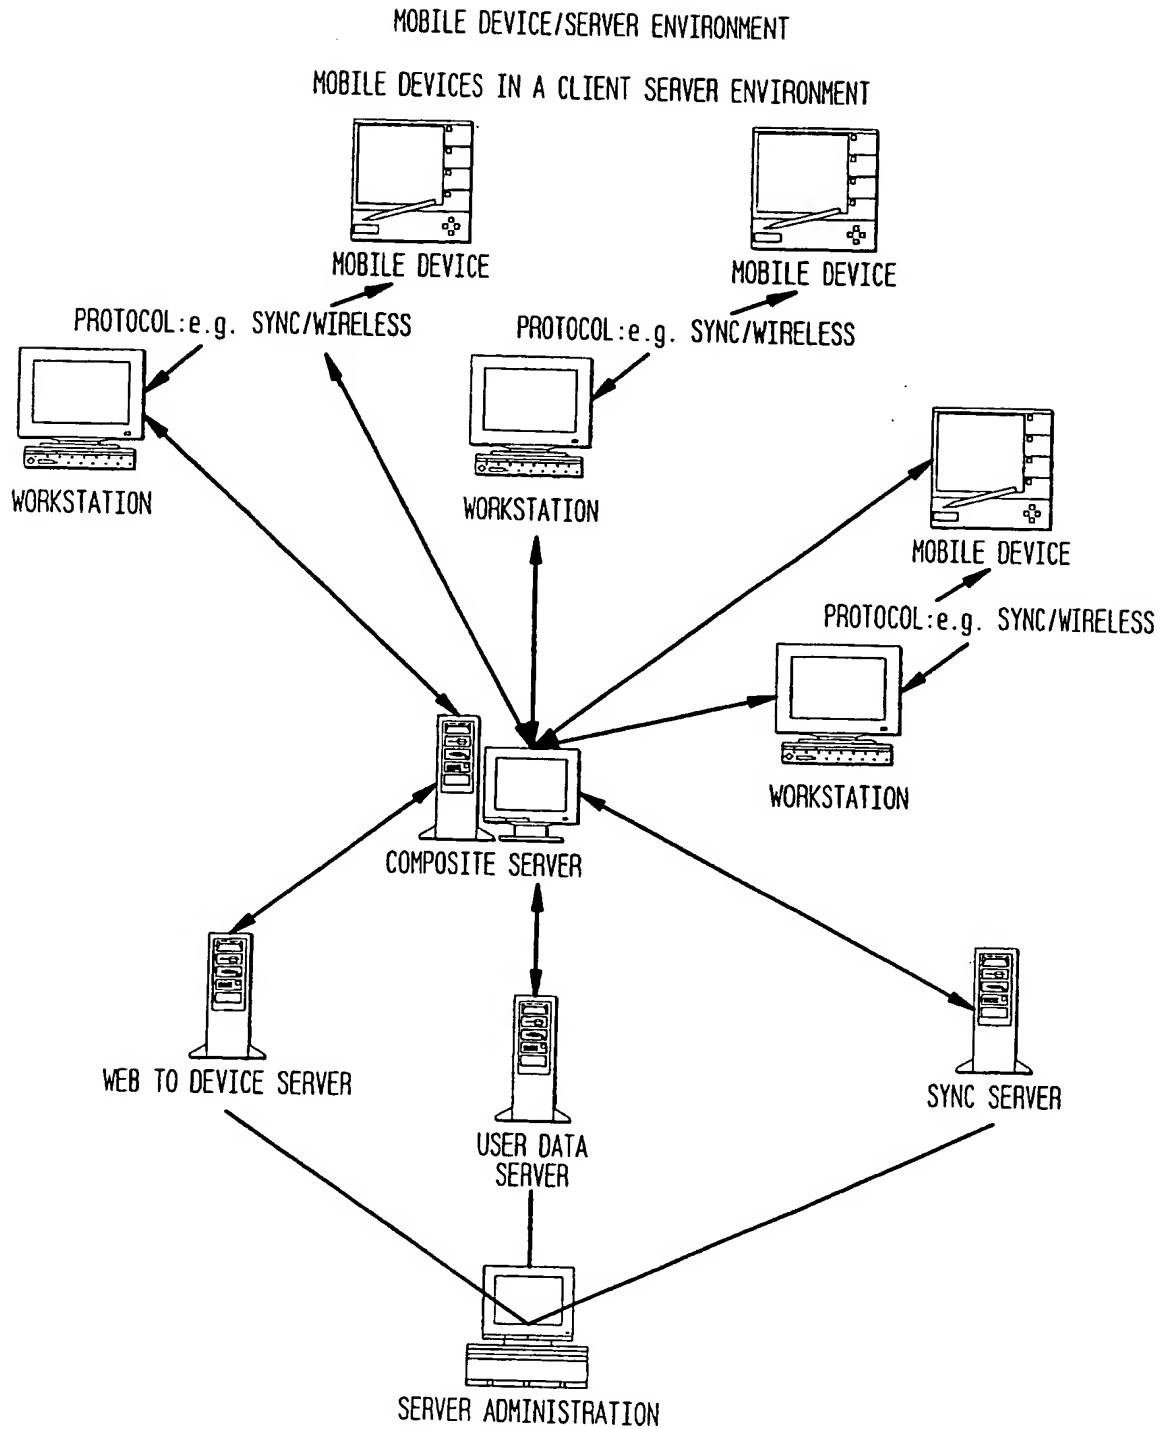 MOBILE DEVICE/SERVER ENVIRONMENT
MOBILE DEVICES IN A CLIENT SERVER ENVIRONMENT
MOBILE DEVICE
MOBILE DEVICE
PROTOCOL:e.g. SYNC/WIRELESS
PROTOCOL:e.g. SYNC/WIRELESS
WORKSTATION
WORKSTATION
MOBILE DEVICE
PROTOCOL:e.g. SYNC/WIRELESS
WORKSTATION
COMPOSITE SERVER
WEB TO DEVICE SERVER
USER DATA
SERVER
SYNC SERVER
SERVER ADMINISTRATION